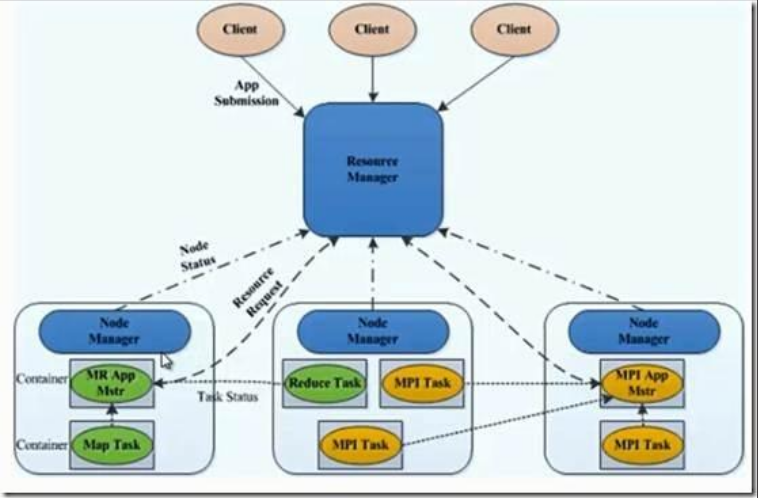 Client
Client
Client
App
Submission
Resource
Manager
Node
Status
Resource
Request
Node
Manager
Node
Manager
Node
Manager
Container
MR App
Mstr
Reduce Task
MPI Task
MPI App
Mstr
Task Status
Container
Map Task
MPI Task
MPI Task